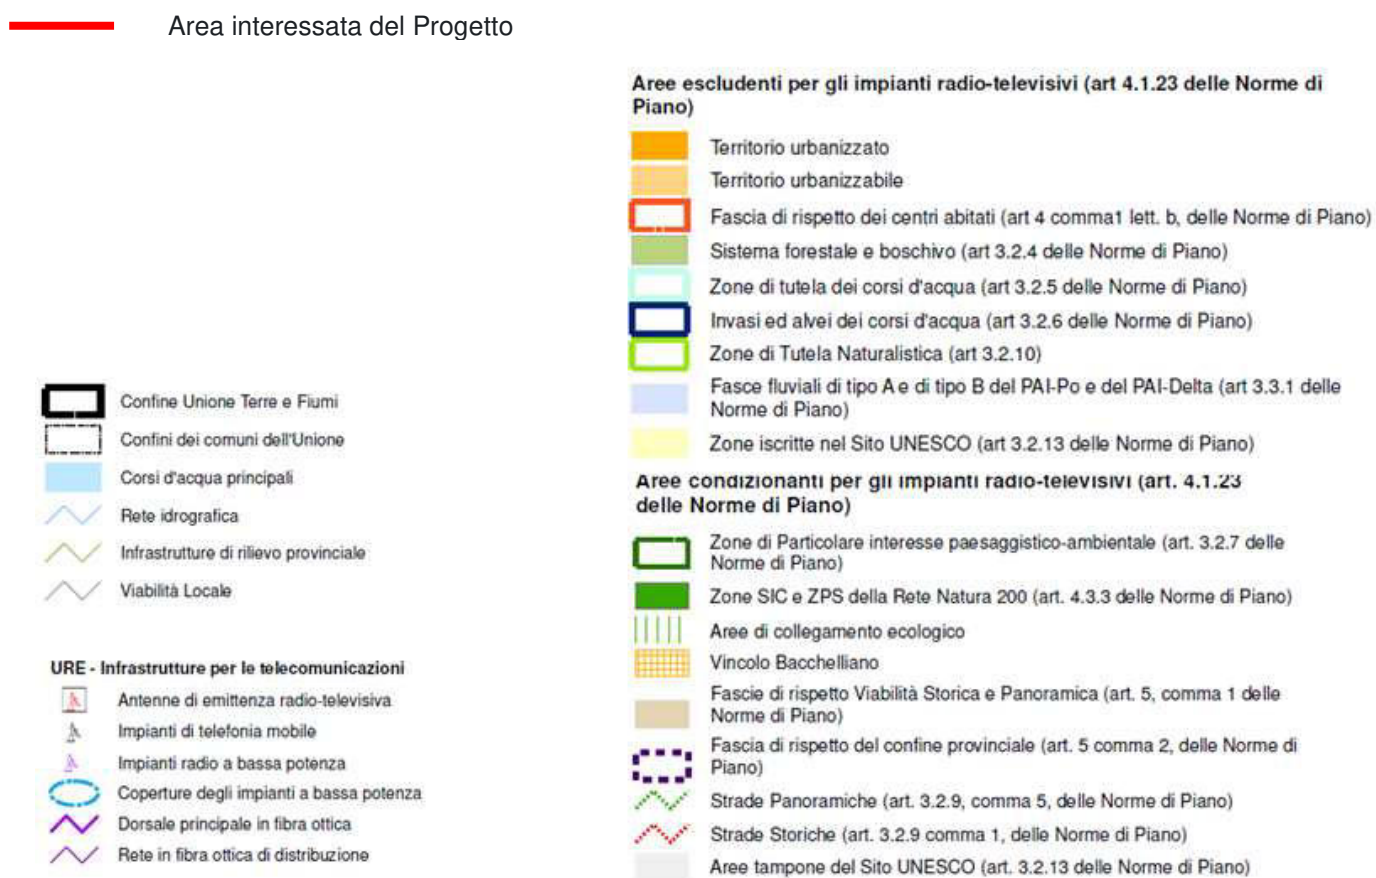 Area interessata del Progetto
Confine Unione Terre e Fiumi
Confini dei comuni dell'Unione
Corsi d'acqua principali
Rete idrografica
Infrastrutture di rilievo provinciale
Viabilità Locale
URE - Infrastrutture per le telecomunicazioni
Antenne di emittenza radio-televisiva
Impianti di telefonia mobile
Impianti radio a bassa potenza
Coperture degli impianti a bassa potenza
Dorsale principale in fibra ottica
Rete in fibra ottica di distribuzione
Aree escludenti per gli impianti radio-televisivi (art 4.1.23 delle Norme di
Piano)
Territorio urbanizzato
Territorio urbanizzabile
Fascia di rispetto dei centri abitati (art 4 comma1 lett. b, delle Norme di Piano)
Sistema forestale e boschivo (art 3.2.4 delle Norme di Piano)
Zone di tutela dei corsi d'acqua (art 3.2.5 delle Norme di Piano)
Invasi ed alvei dei corsi d'acqua (art 3.2.6 delle Norme di Piano)
Zone di Tutela Naturalistica (art 3.2.10)
Fasce fluviali di tipo A e di tipo B del PAI-Po e del PAI-Delta (art 3.3.1 delle
Norme di Piano)
Zone iscritte nel Sito UNESCO (art 3.2.13 delle Norme di Piano)
Aree condizionanti per gli impianti radio-televisivi (art. 4.1.23
delle Norme di Piano)
Zone di Particolare interesse paesaggistico-ambientale (art. 3.2.7 delle
Norme di Piano)
Zone SIC e ZPS della Rete Natura 200 (art. 4.3.3 delle Norme di Piano)
Aree di collegamento ecologico
Vincolo Bacchelliano
Fascie di rispetto Viabilità Storica e Panoramica (art. 5, comma 1 delle
Norme di Piano)
Fascia di rispetto del confine provinciale (art. 5 comma 2, delle Norme di
Piano)
Strade Panoramiche (art. 3.2.9, comma 5, delle Norme di Piano)
Strade Storiche (art. 3.2.9 comma 1, delle Norme di Piano)
Aree tampone del Sito UNESCO (art. 3.2.13 delle Norme di Piano)